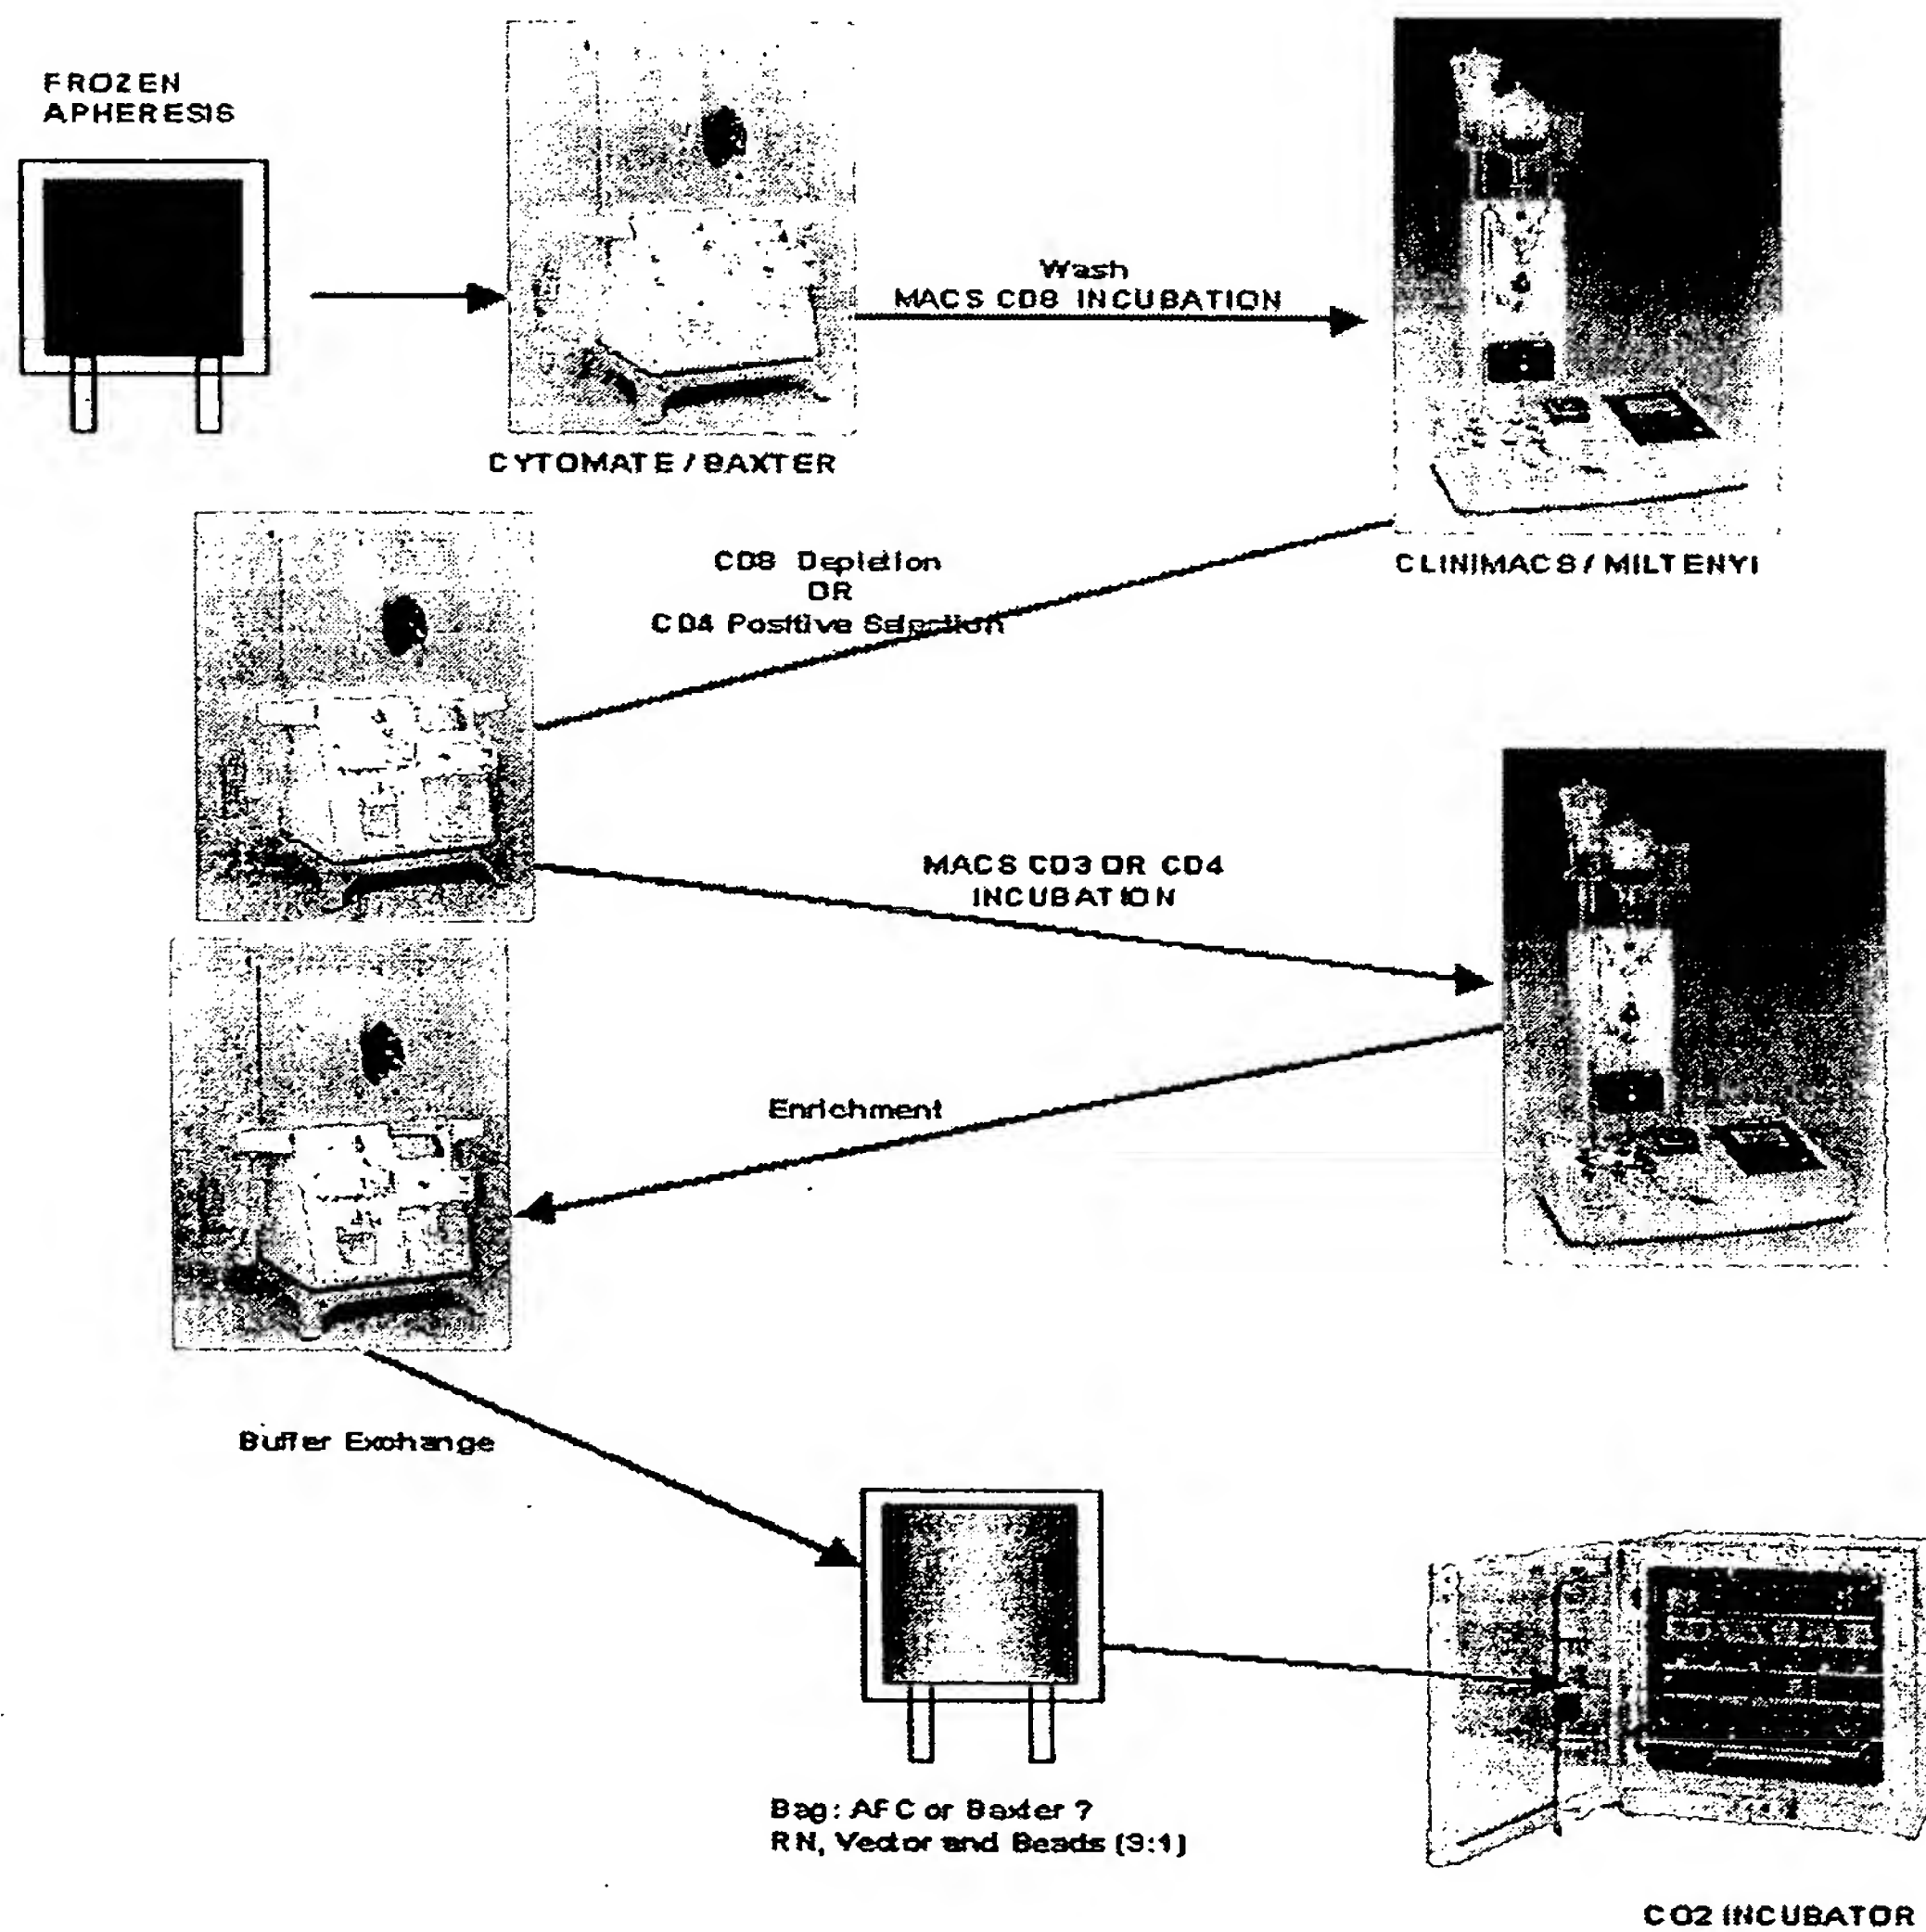 FROZEN
APHERESIS
CYTOMATE / BAXTER
Wash
MACS CD8 INCUBATION
CLINIMACS / MILTENYI
CD8 Depletion
OR
CD4 Positive Selection
MACS CD3 OR CD4
INCUBATION
Enrichment
Buffer Exchange
Bag: AFC or Baxter ?
RN, Vector and Beads (3:1)
CO2 INCUBATOR